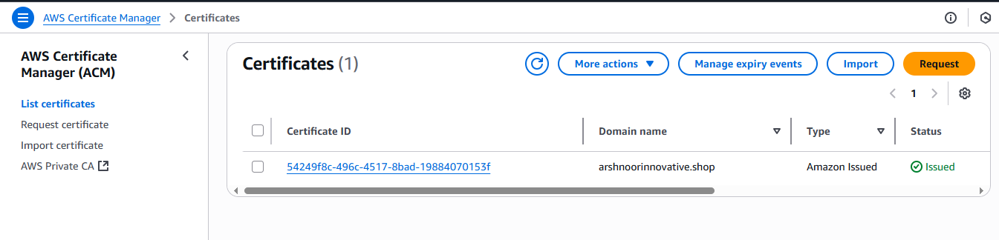 AWS Certificate Manager > Certificates
AWS Certificate
Manager (ACM)
List certificates
Request certificate
Import certificate
AWS Private CA
Certificates (1)
More actions
Manage expiry events
Import
Request
1
Certificate ID
Domain name
Type
Status
54249f8c-496c-4517-8bad-19884070153f
arshnoorinnovative.shop
Amazon Issued
Issued